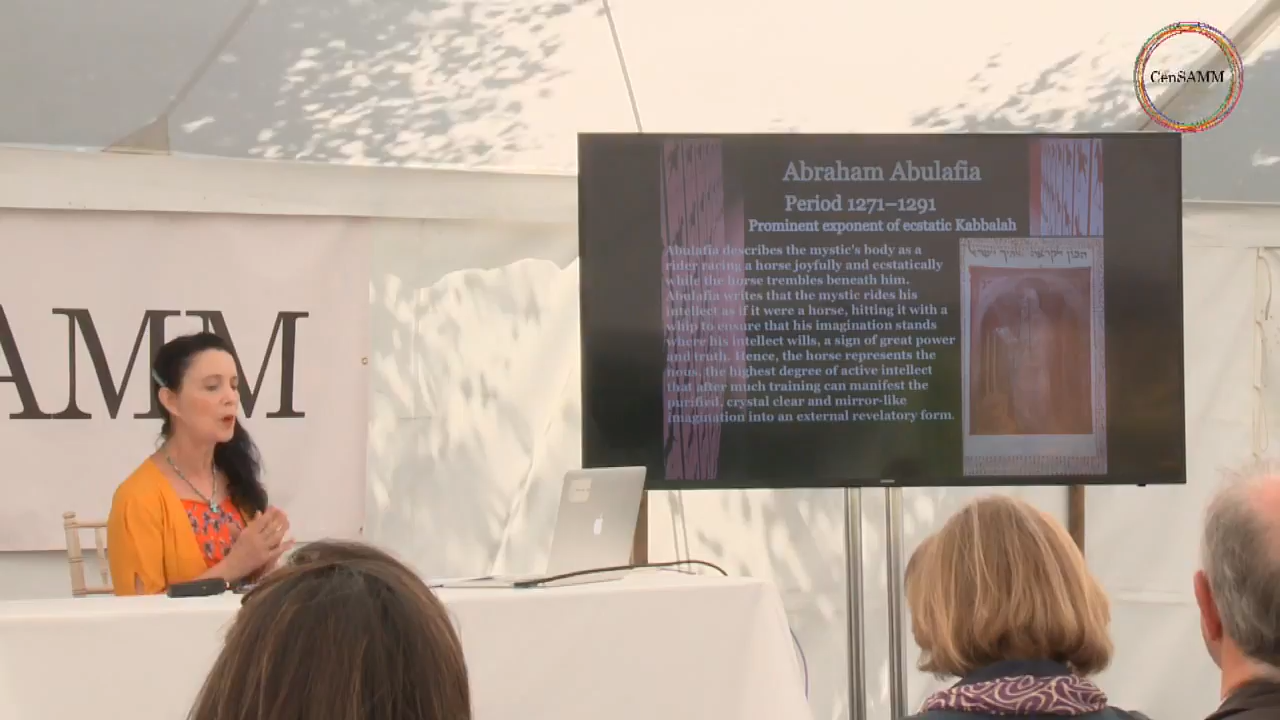 CenSAMM
AMM
Abraham Abulafia
Period 1271–1291
Prominent exponent of ecstatic Kabbalah
Abulafia describes the mystic's body as a
rider racing a horse joyfully and ecstatically
while the horse trembles beneath him.
Abulafia writes that the mystic rides his
intellect as if it were a horse, hitting it with a
whip to ensure that his imagination stands
where his intellect wills, a sign of great power
and truth. Hence, the horse represents the
nous, the highest degree of active intellect
that after much training can manifest the
purified, crystal clear and mirror-like
imagination into an external revelatory form.